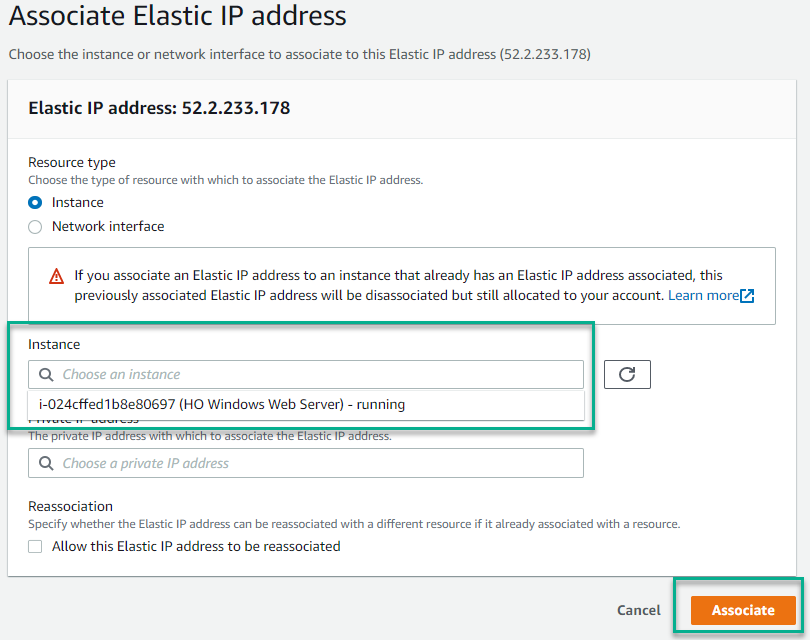 Associate Elastic IP address
Choose the instance or network interface to associate to this Elastic IP address (52.2.233.178)
Elastic IP address: 52.2.233.178
Resource type
Choose the type of resource with which to associate the Elastic IP address.
Instance
Network interface
If you associate an Elastic IP address to an instance that already has an Elastic IP address associated, this
previously associated Elastic IP address will be disassociated but still allocated to your account. Learn more
Instance
Choose an instance
i-024cffed1b8e80697 (HO Windows Web Server) - running
Private IP address
The private IP address with which to associate the Elastic IP address.
Choose a private IP address
Reassociation
Specify whether the Elastic IP address can be reassociated with a different resource if it already associated with a resource.
Allow this Elastic IP address to be reassociated
Cancel
Associate